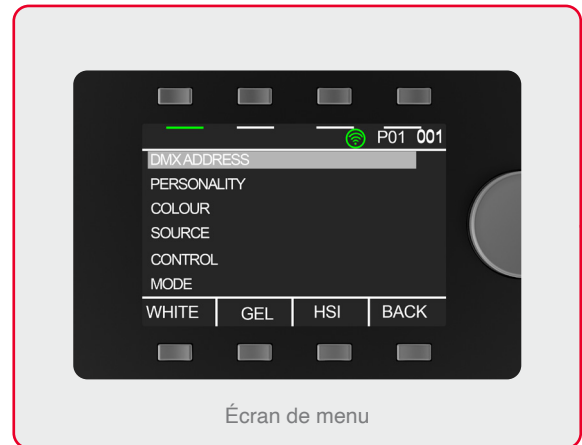 P01 001
DMX ADDRESS
PERSONALITY
COLOUR
SOURCE
CONTROL
MODE
WHITE GEL HSI BACK
Écran de menu